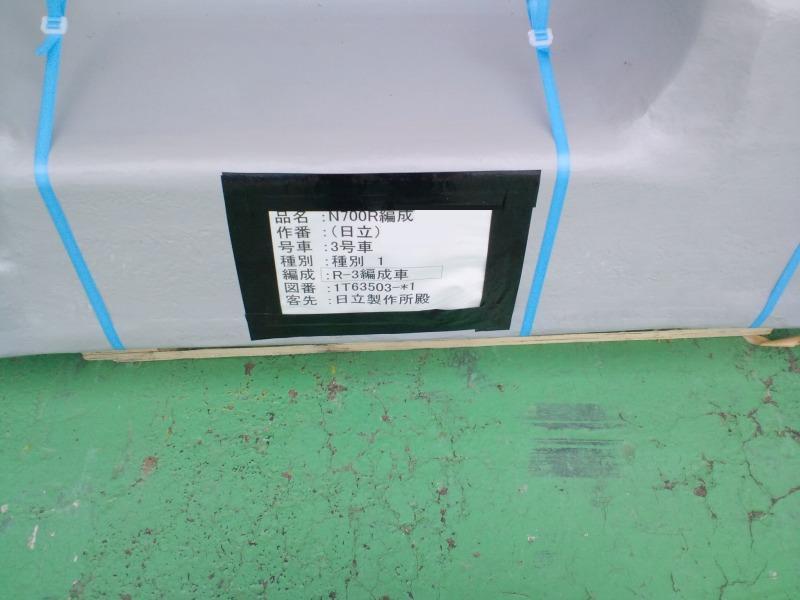 品名 :N700R編成
作番 :(日立)
号車 :3号車
種別 :種別 1
編成 :R-3編成車
図番 :1T63503-*1
客先 :日立製作所殿